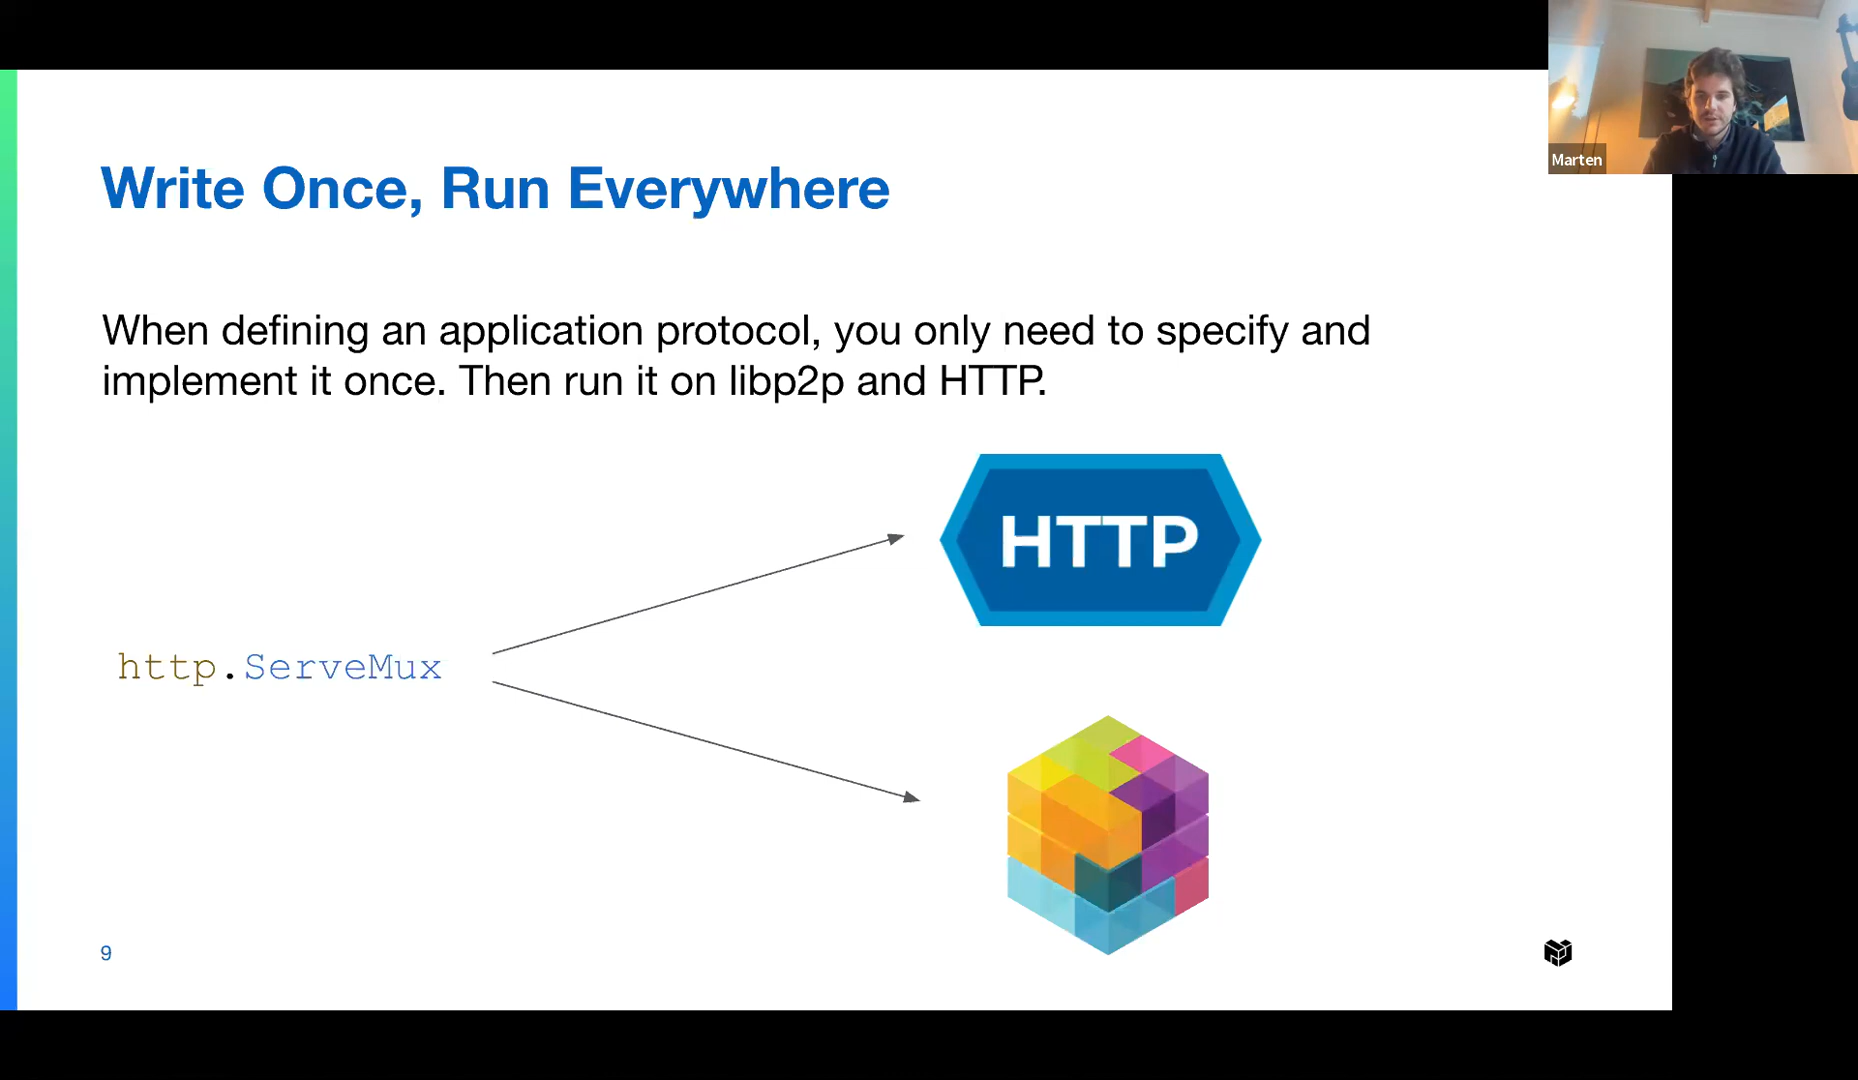 Marten
Write Once, Run Everywhere
When defining an application protocol, you only need to specify and
implement it once. Then run it on libp2p and HTTP.
HTTP
http.ServeMux
9